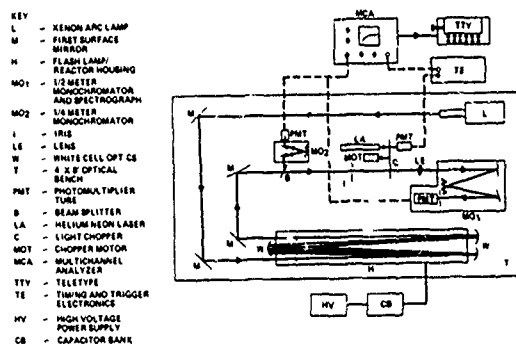 KEY
L - XENON ARC LAMP
M - FIRST SURFACE
MIRROR
H - FLASH LAMP/
REACTOR HOUSING
MO1 - 1/2 METER
MONOCHROMATOR
AND SPECTROGRAPH
MO2 - 1/4 METER
MONOCHROMATOR
I - IRIS
LE - LENS
W - WHITE CELL OPTICS
T - 4' X 8' OPTICAL
BENCH
PMT - PHOTOMULTIPLIER
TUBE
B - BEAM SPLITTER
LA - HELIUM NEON LASER
C - LIGHT CHOPPER
MOT - CHOPPER MOTOR
MCA - MULTICHANNEL
ANALYZER
TTY - TELETYPE
TE - TIMING AND TRIGGER
ELECTRONICS
HV - HIGH VOLTAGE
POWER SUPPLY
CB - CAPACITOR BANK
MCA
TTY
TE
M
PMT
MO2
B
LA
MOT
PMT
C
I
LE
L
M
PMT
MO1
M
W
W
M
H
T
HV
CB